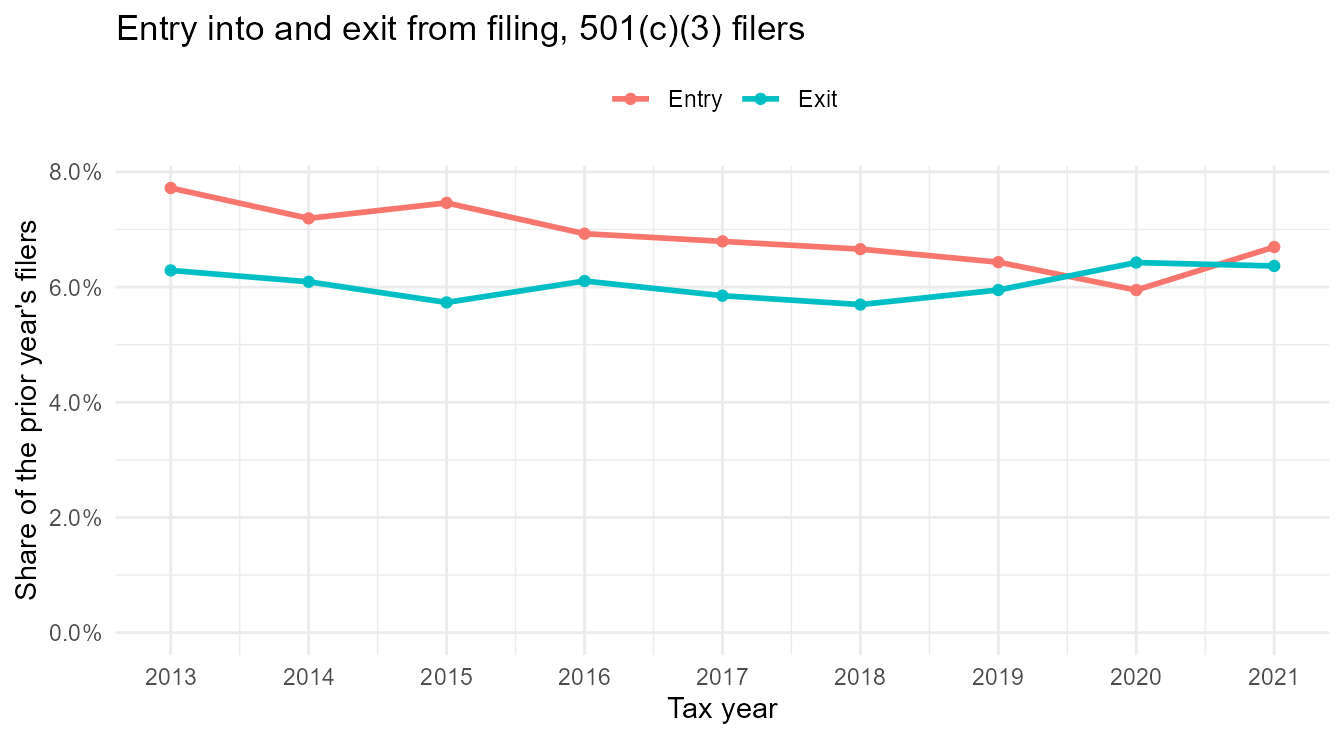 Entry into and exit from filing, 501(c)(3) filers
Entry
Exit
Share of the prior year's filers
8.0%
6.0%
4.0%
2.0%
0.0%
2013
2014
2015
2016
2017
2018
2019
2020
2021
Tax year